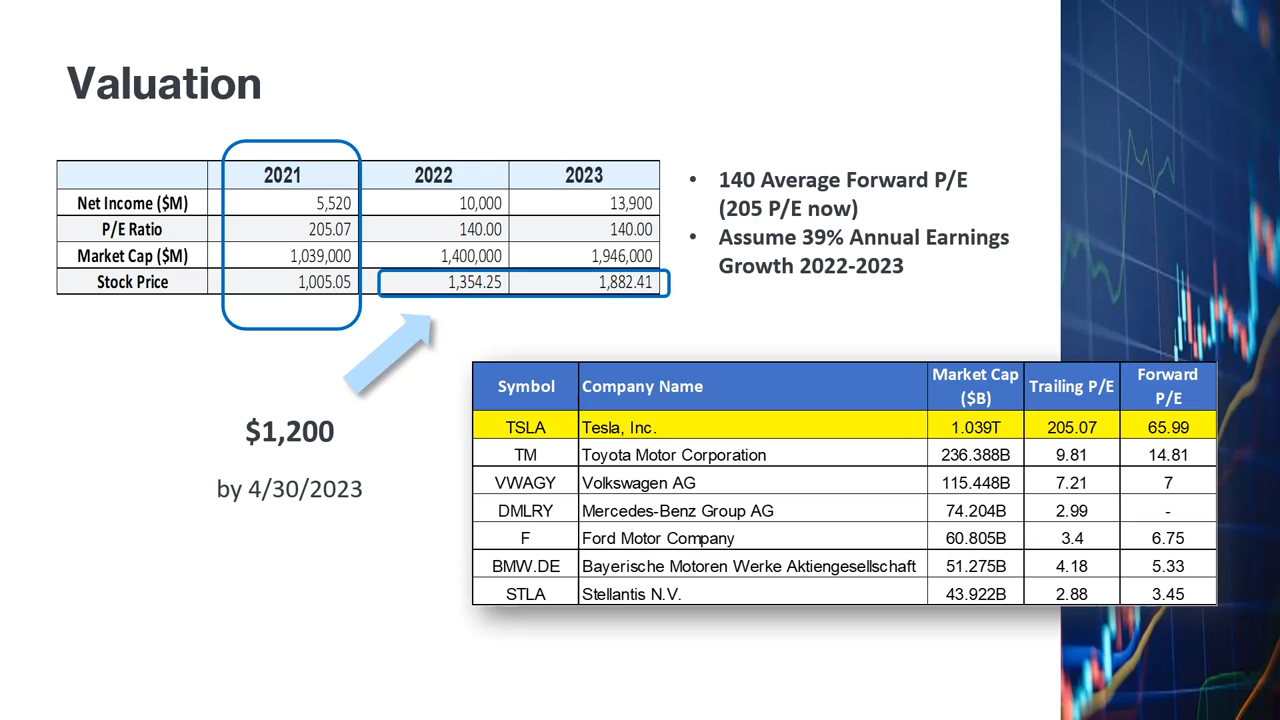 Valuation
2021 2022 2023
Net Income ($M) 5,520 10,000 13,900
P/E Ratio 205.07 140.00 140.00
Market Cap ($M) 1,039,000 1,400,000 1,946,000
Stock Price 1,005.05 1,354.25 1,882.41
• 140 Average Forward P/E
(205 P/E now)
• Assume 39% Annual Earnings
Growth 2022-2023
$1,200
by 4/30/2023
Symbol Company Name Market Cap ($B) Trailing P/E Forward P/E
TSLA Tesla, Inc. 1.039T 205.07 65.99
TM Toyota Motor Corporation 236.388B 9.81 14.81
VWAGY Volkswagen AG 115.448B 7.21 7
DMLRY Mercedes-Benz Group AG 74.204B 2.99 -
F Ford Motor Company 60.805B 3.4 6.75
BMW.DE Bayerische Motoren Werke Aktiengesellschaft 51.275B 4.18 5.33
STLA Stellantis N.V. 43.922B 2.88 3.45